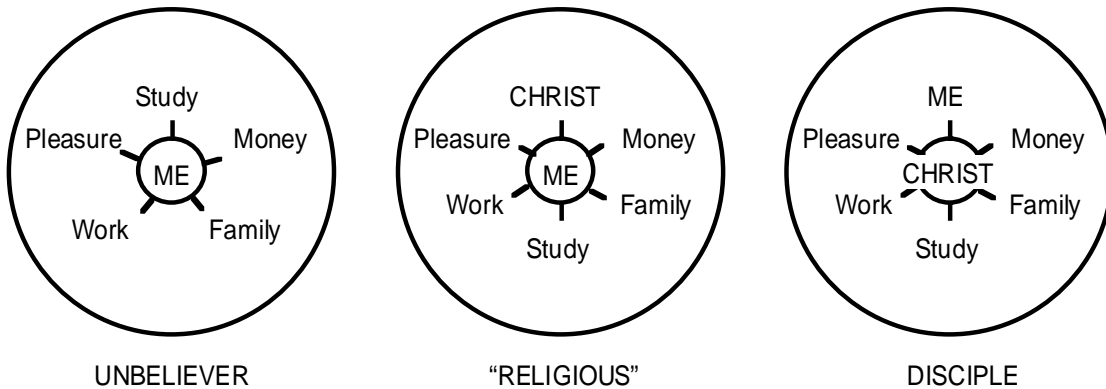 Study
Pleasure
Money
ME
Work
Family
UNBELIEVER
CHRIST
Pleasure
Money
ME
Work
Family
Study
“RELIGIOUS”
ME
Pleasure
Money
CHRIST
Work
Family
Study
DISCIPLE